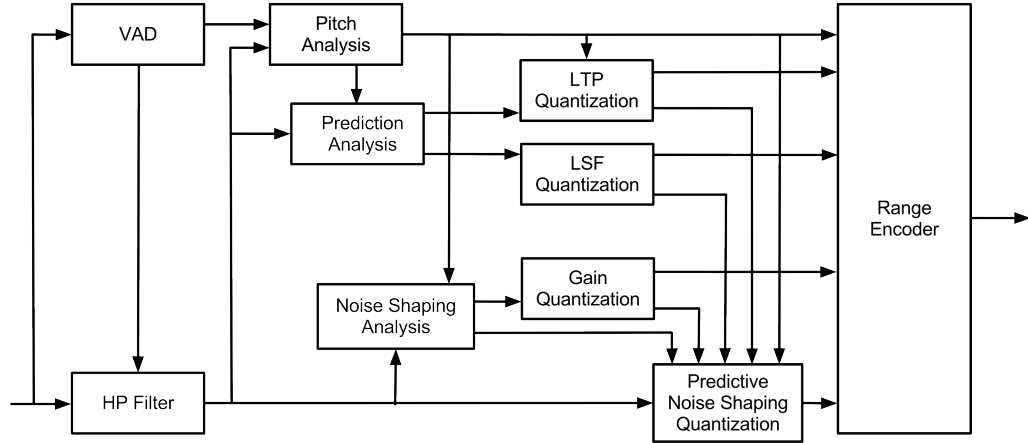 VAD
Pitch
Analysis
LTP
Quantization
Prediction
Analysis
LSF
Quantization
Range
Encoder
Gain
Quantization
Noise Shaping
Analysis
HP Filter
Predictive
Noise Shaping
Quantization